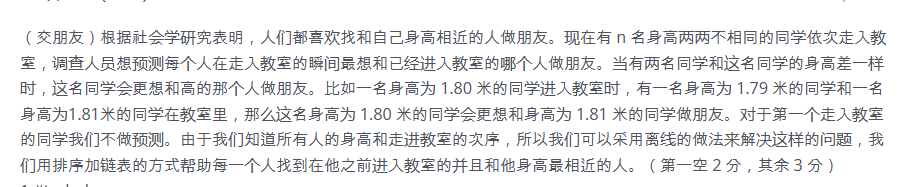 （交朋友）根据社会学研究表明，人们都喜欢找和自己身高相近的人做朋友。现在有 n 名身高两两不相同的同学依次走入教
室，调查人员想预测每个人在走入教室的瞬间最想和已经进入教室的哪个人做朋友。当有两名同学和这名同学的身高差一样
时，这名同学会更想和高的那个人做朋友。比如一名身高为 1.80 米的同学进入教室时，有一名身高为 1.79 米的同学和一名
身高为1.81米的同学在教室里，那么这名身高为 1.80 米的同学会更想和身高为 1.81 米的同学做朋友。对于第一个走入教室
的同学我们不做预测。由于我们知道所有人的身高和走进教室的次序，所以我们可以采用离线的做法来解决这样的问题，我
们用排序加链表的方式帮助每一个人找到在他之前进入教室的并且和他身高最相近的人。（第一空 2 分，其余 3 分）